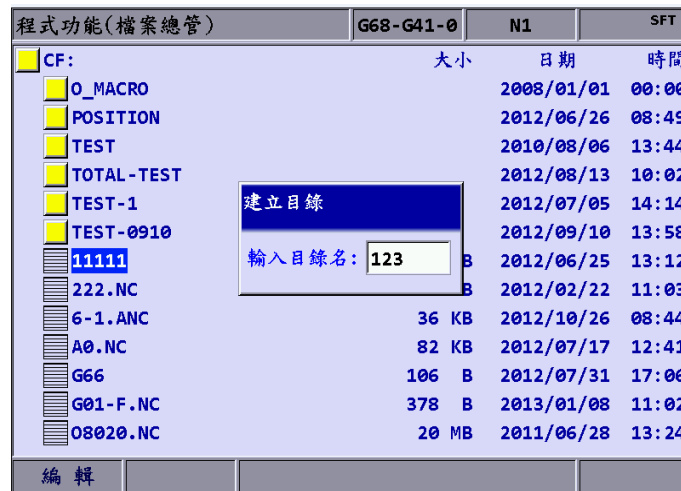 程式功能(檔案總管) G68-G41-0 N1 SFT
CF: 大小 日期 時間
O_MACRO 2008/01/01 00:00
POSITION 2012/06/26 08:49
TEST 2010/08/06 13:44
TOTAL-TEST 2012/08/13 10:02
TEST-1 2012/07/05 14:14
TEST-0910 2012/09/10 13:58
建立目錄
輸入目錄名: 123
11111 B 2012/06/25 13:12
222.NC B 2012/02/22 11:03
6-1.ANC 36 KB 2012/10/26 08:44
A0.NC 82 KB 2012/07/17 12:41
G66 106 B 2012/07/31 17:06
G01-F.NC 378 B 2013/01/08 11:02
O8020.NC 20 MB 2011/06/28 13:24
編 輯